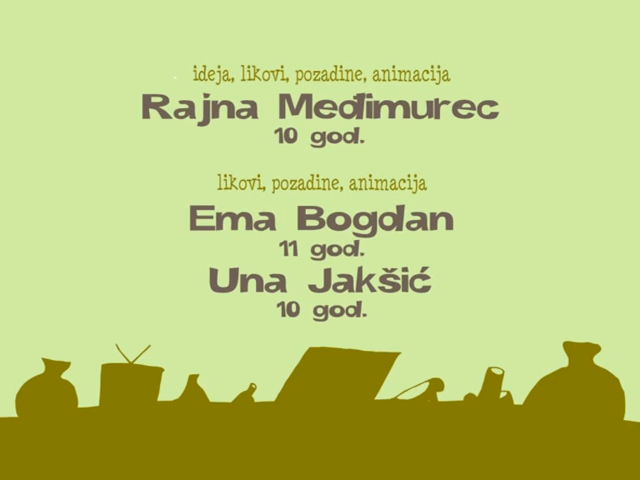 ideja, likovi, pozadine, animacija
Rajna Međimurec
10 god.
likovi, pozadine, animacija
Ema Bogdan
11 god.
Una Jakšić
10 god.